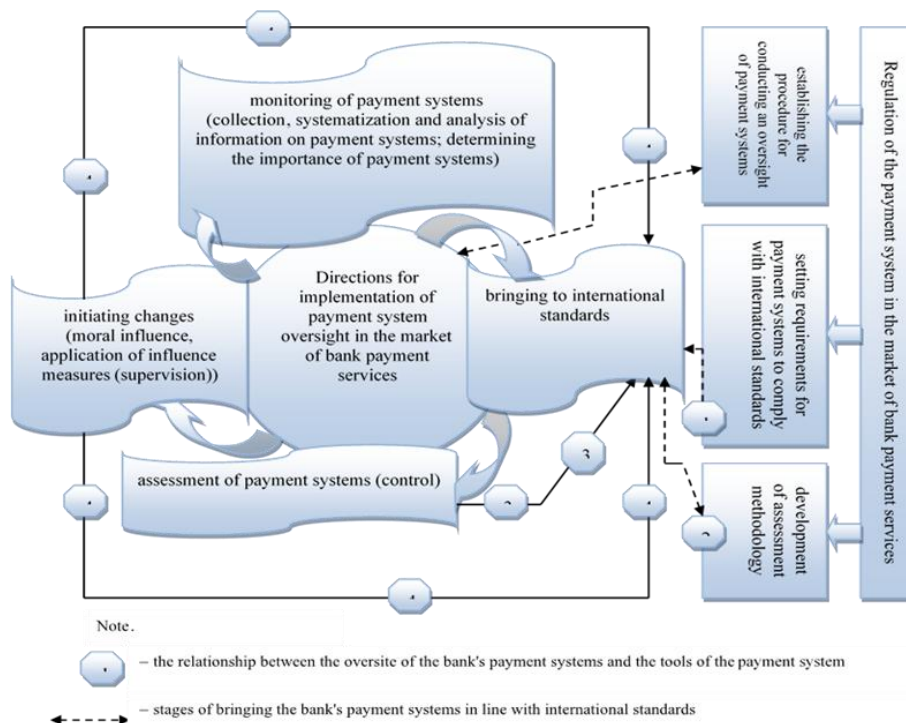 monitoring of payment systems
(collection, systematization and analysis of
information on payment systems; determining
the importance of payment systems)
initiating changes
(moral influence,
application of influence
measures (supervision))
Directions for
implementation of
payment system
oversight in the market
of bank payment
services
bringing to international
standards
assessment of payment systems (control)
establishing the
procedure for
conducting an oversight
of payment systems
setting requirements for
payment systems to comply
with international standards
development
of assessment
methodology
Regulation of the payment system in the market of bank payment services
Note.
– the relationship between the oversite of the bank's payment systems and the tools of the payment system
– stages of bringing the bank's payment systems in line with international standards